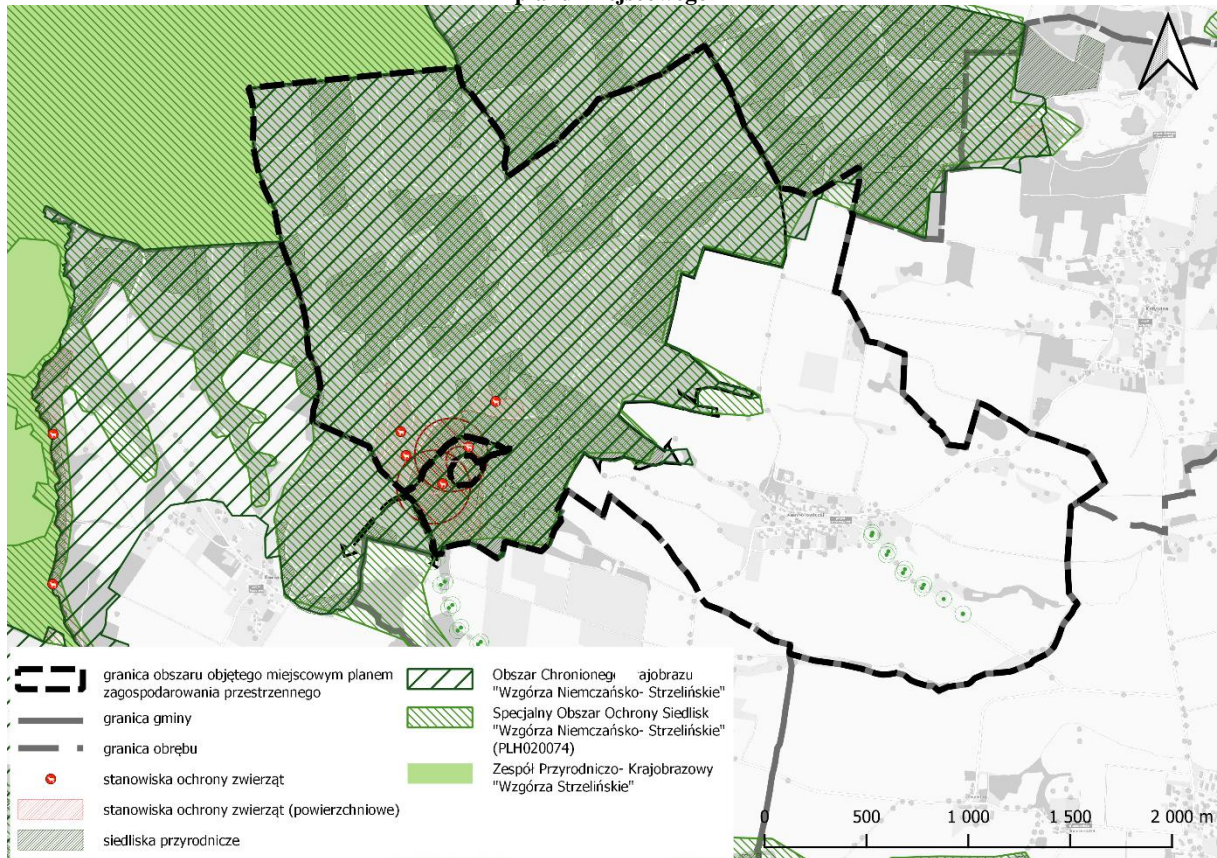 granica obszaru objętego miejscowym planem
zagospodarowania przestrzennego
granica gminy
granica obrębu
stanowiska ochrony zwierząt
stanowiska ochrony zwierząt (powierzchniowe)
siedliska przyrodnicze
Obszar Chronioneg ajobrazu
"Wzgórza Niemczańsko- Strzelińskie"
Specjalny Obszar Ochrony Siedlisk
"Wzgórza Niemczańsko- Strzelińskie"
(PLH020074)
Zespół Przyrodniczo- Krajobrazowy
"Wzgórza Strzelińskie"
0 500 1 000 1 500 2 000 m